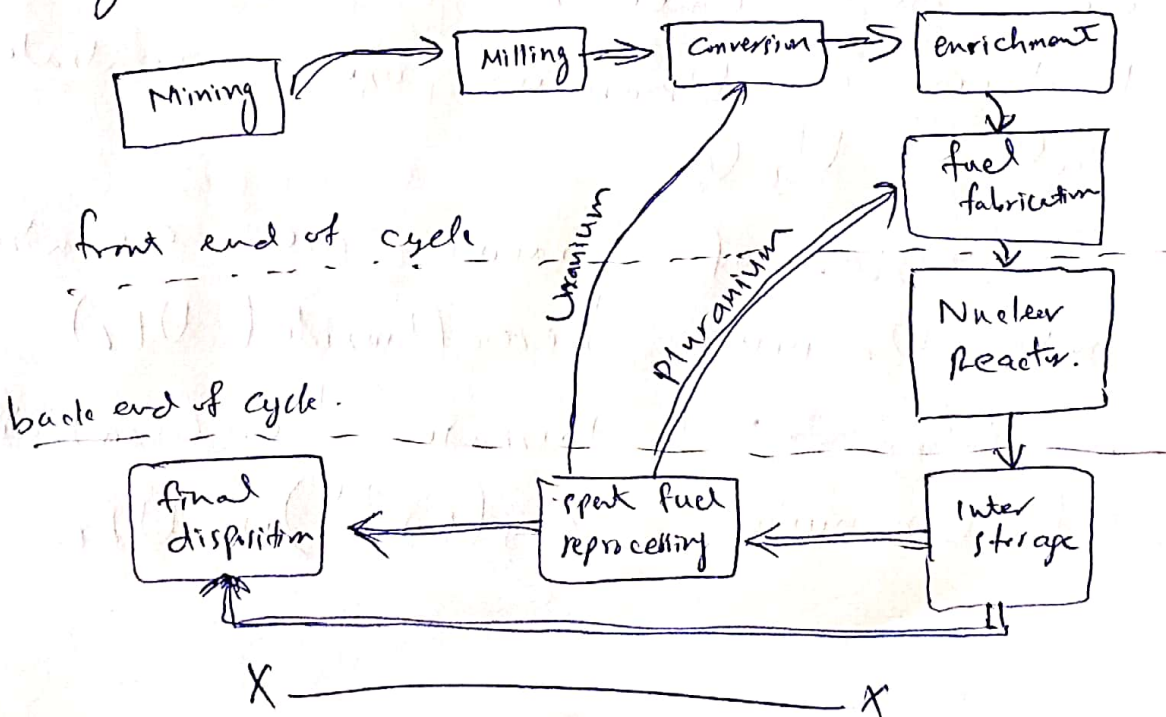 Mining
Milling
Conversion
enrichment
fuel
fabrication
front end of cycle
Uranium
Pluranium
Nuclear
Reactor.
back end of cycle.
final
disposition
spent fuel
reprocessing
Inter
storage
X
X